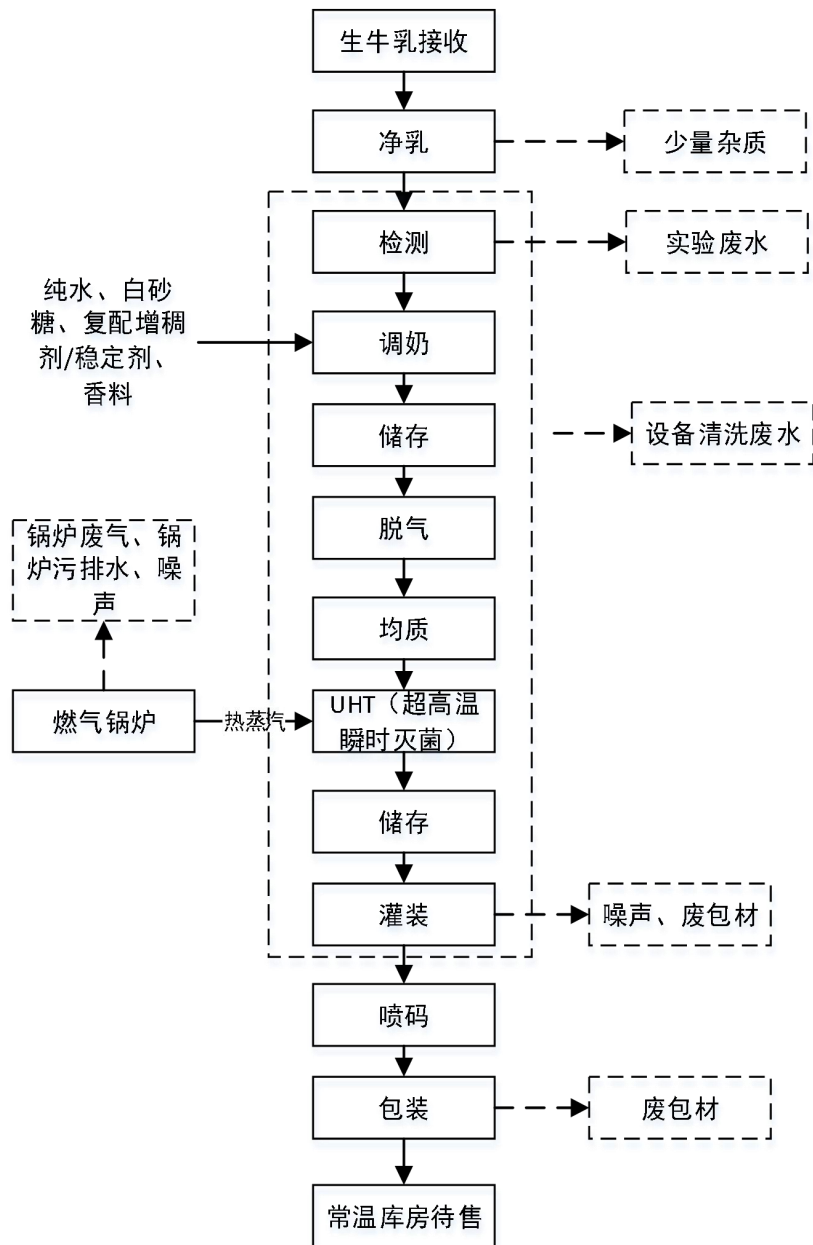 生牛乳接收
净乳
少量杂质
检测
实验废水
纯水、白砂
糖、复配增稠
剂/稳定剂、
香料
调奶
储存
设备清洗废水
脱气
锅炉废气、锅
炉污排水、噪
声
均质
燃气锅炉
热蒸汽
UHT（超高温
瞬时灭菌）
储存
灌装
噪声、废包材
喷码
包装
废包材
常温库房待售